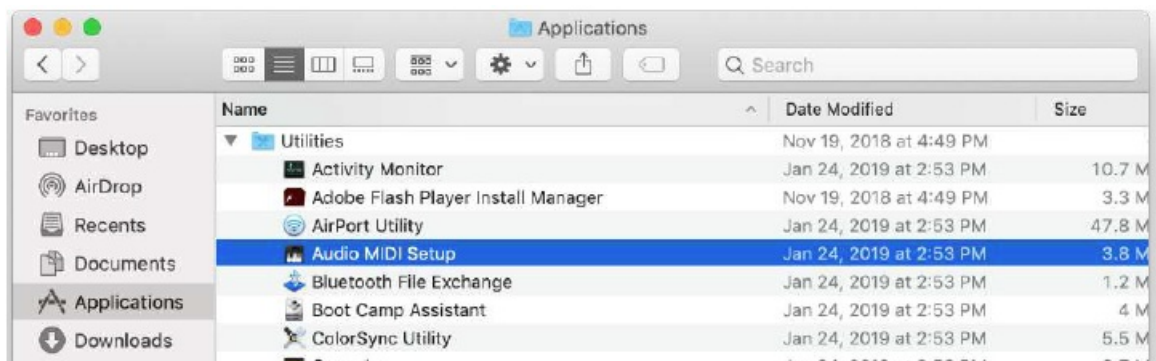 Applications
Search
Favorites
Desktop
AirDrop
Recents
Documents
Applications
Downloads
Name Date Modified Size
Utilities Nov 19, 2018 at 4:49 PM
Activity Monitor Jan 24, 2019 at 2:53 PM 10.7 M
Adobe Flash Player Install Manager Nov 19, 2018 at 4:49 PM 3.3 M
AirPort Utility Jan 24, 2019 at 2:53 PM 47.8 M
Audio MIDI Setup Jan 24, 2019 at 2:53 PM 3.8 M
Bluetooth File Exchange Jan 24, 2019 at 2:53 PM 1.2 M
Boot Camp Assistant Jan 24, 2019 at 2:53 PM 4 M
ColorSync Utility Jan 24, 2019 at 2:53 PM 5.5 M